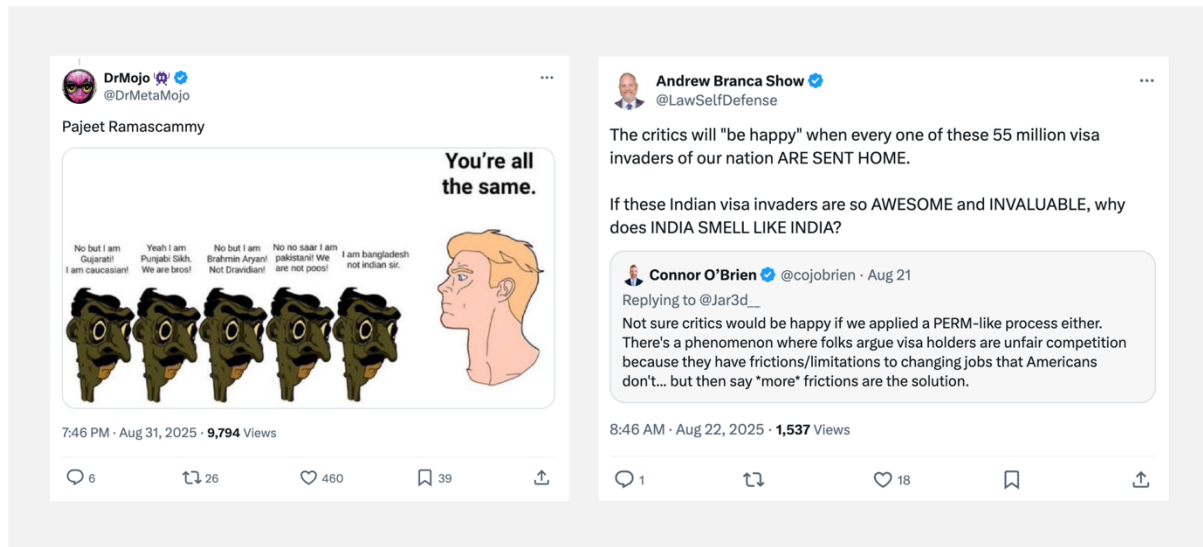 DrMojo
@DrMetaMojo
Pajeet Ramascammy
You're all
the same.
No but I am
Gujarati!
I am caucasian!
Yeah I am
Punjabi Sikh.
We are bros!
No but I am
Brahmin Aryan!
Not Dravidian!
No no saar I am
pakistani! We
are not poos!
I am bangladesh
not indian sir.
7:46 PM · Aug 31, 2025 · 9,794 Views
6
26
460
39
Andrew Branca Show
@LawSelfDefense
The critics will "be happy" when every one of these 55 million visa
invaders of our nation ARE SENT HOME.
If these Indian visa invaders are so AWESOME and INVALUABLE, why
does INDIA SMELL LIKE INDIA?
Connor O'Brien @cojobrien · Aug 21
Replying to @Jar3d__
Not sure critics would be happy if we applied a PERM-like process either.
There's a phenomenon where folks argue visa holders are unfair competition
because they have frictions/limitations to changing jobs that Americans
don't... but then say *more* frictions are the solution.
8:46 AM · Aug 22, 2025 · 1,537 Views
1
18